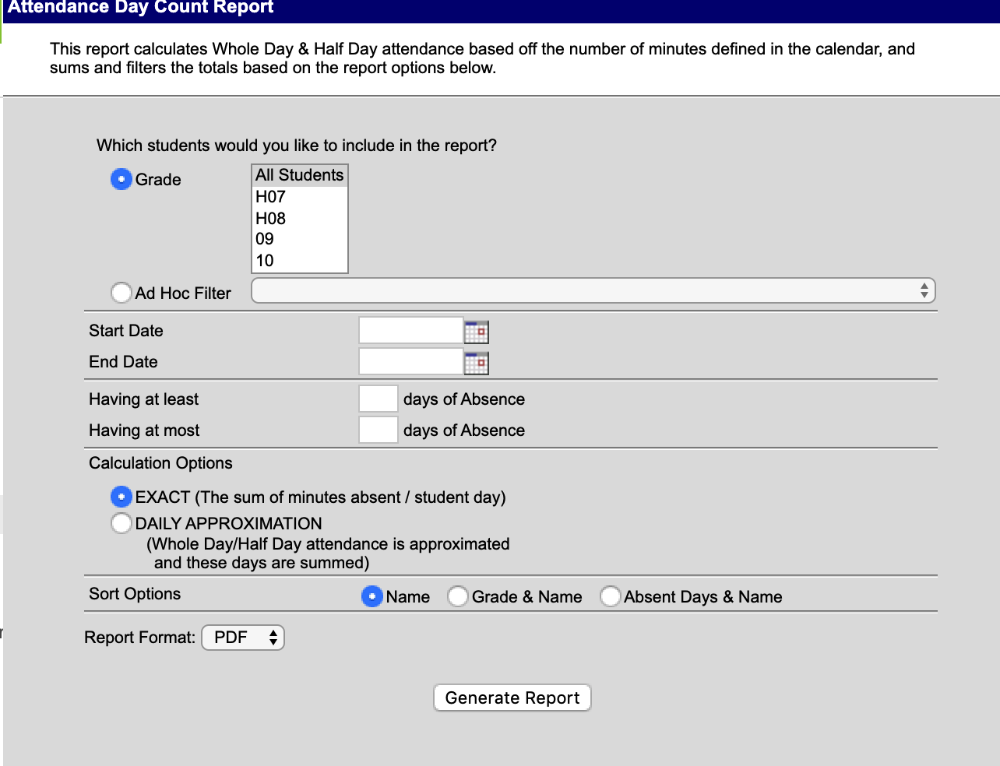 Attendance Day Count Report
This report calculates Whole Day & Half Day attendance based off the number of minutes defined in the calendar, and
sums and filters the totals based on the report options below.
Which students would you like to include in the report?
Grade
All Students
H07
H08
09
10
Ad Hoc Filter
Start Date
End Date
Having at least days of Absence
Having at most days of Absence
Calculation Options
EXACT (The sum of minutes absent / student day)
DAILY APPROXIMATION
(Whole Day/Half Day attendance is approximated
and these days are summed)
Sort Options Name Grade & Name Absent Days & Name
Report Format: PDF
Generate Report